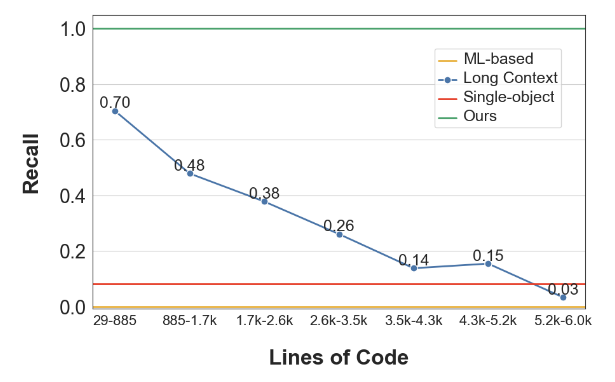 1.0
0.8
0.6
0.4
0.2
0.0
Recall
ML-based
Long Context
Single-object
Ours
0.70
0.48
0.38
0.26
0.14
0.15
0.03
29-885 885-1.7k 1.7k-2.6k 2.6k-3.5k 3.5k-4.3k 4.3k-5.2k 5.2k-6.0k
Lines of Code